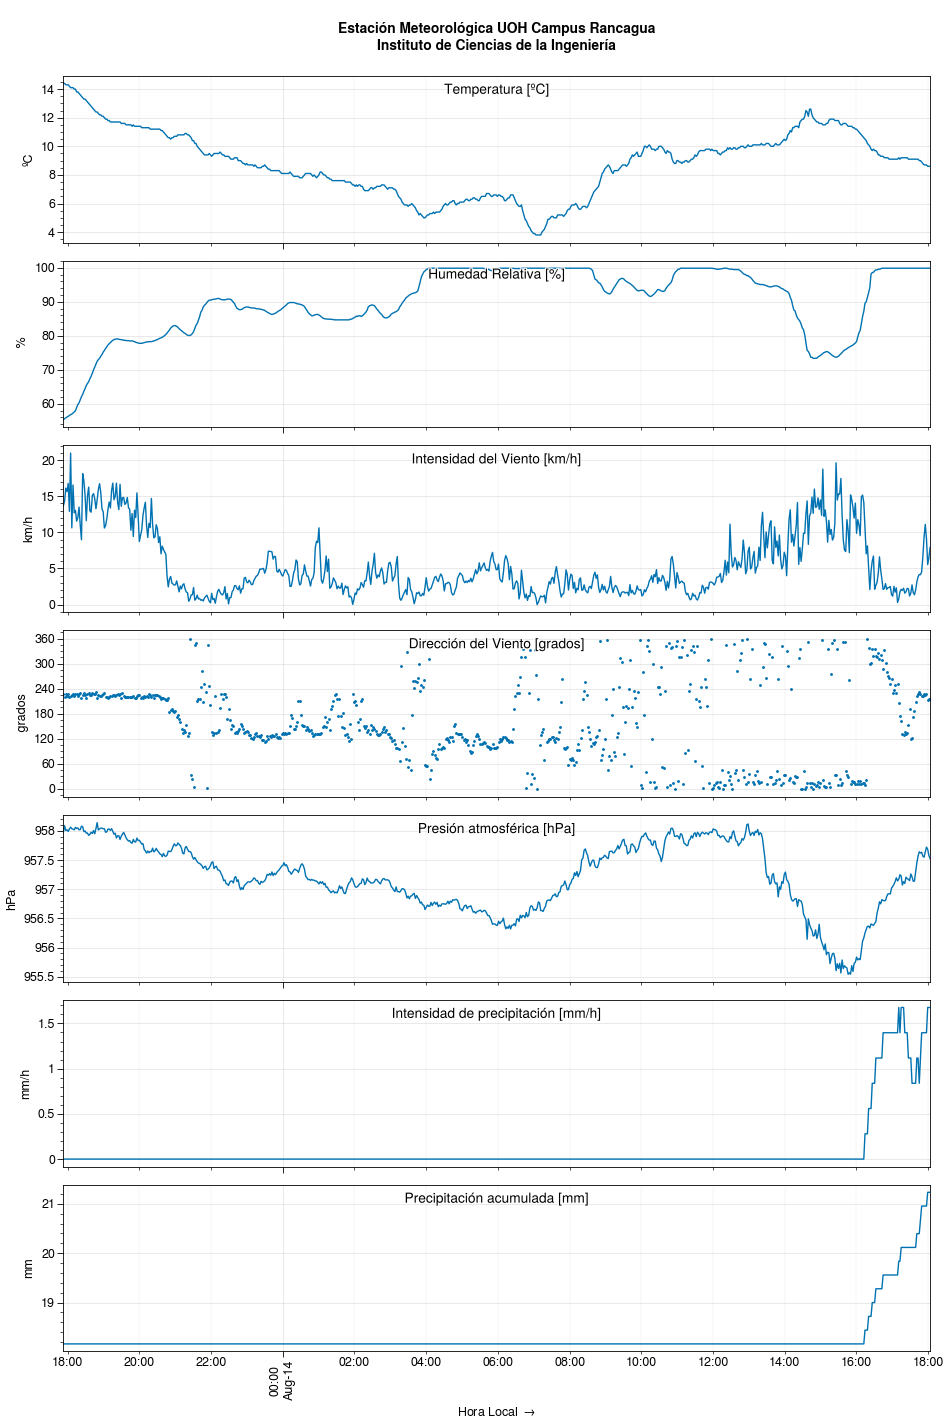 Estación Meteorológica UOH Campus Rancagua
Instituto de Ciencias de la Ingeniería
Temperatura [ºC]
ºC
14
12
10
8
6
4
Humedad Relativa [%]
%
100
90
80
70
60
Intensidad del Viento [km/h]
km/h
20
15
10
5
0
Dirección del Viento [grados]
grados
360
300
240
180
120
60
0
Presión atmosférica [hPa]
hPa
958
957.5
957
956.5
956
955.5
Intensidad de precipitación [mm/h]
mm/h
1.5
1
0.5
0
Precipitación acumulada [mm]
mm
21
20
19
18:00 20:00 22:00 00:00 02:00 04:00 06:00 08:00 10:00 12:00 14:00 16:00 18:00
Aug-14
Hora Local →